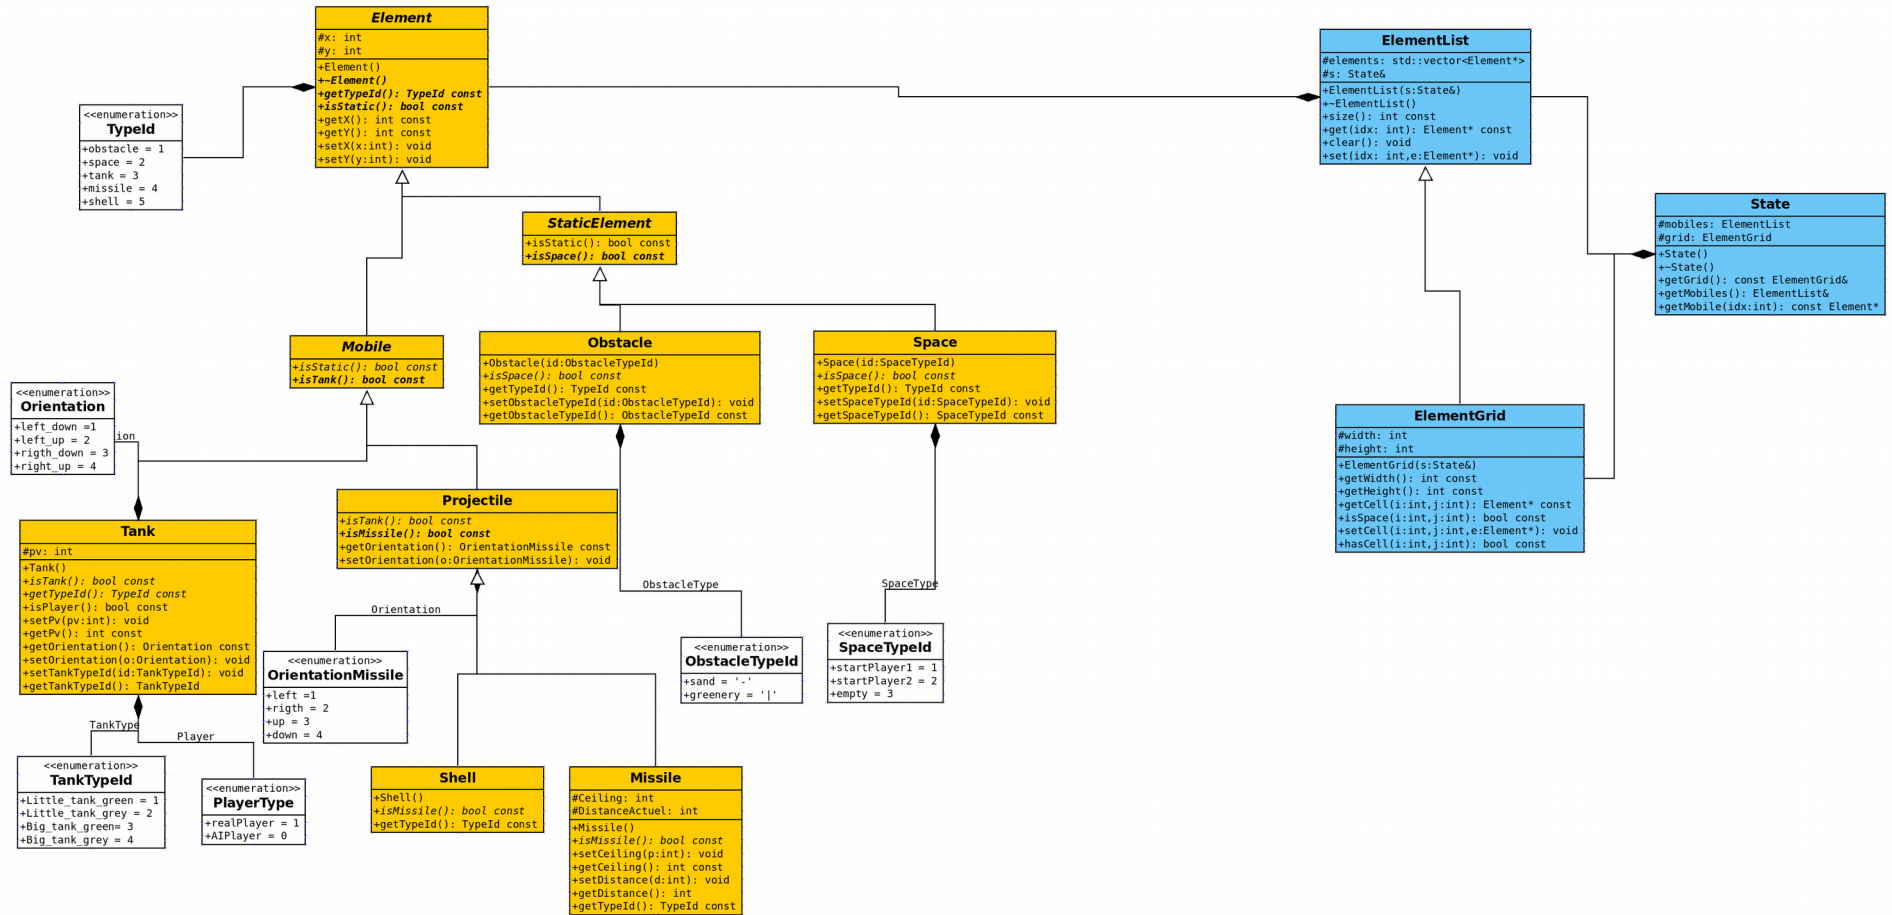 Element
#x: int
#y: int
+Element()
+~Element()
+getTypeId(): TypeId const
+isStatic(): bool const
+getX(): int const
+getY(): int const
+setX(x:int): void
+setY(y:int): void
<<enumeration>>
TypeId
+obstacle = 1
+space = 2
+tank = 3
+missile = 4
+shell = 5
ElementList
#elements: std::vector<Element*>
#s: State&
+ElementList(s:State&)
+~ElementList()
+size(): int const
+get(idx: int): Element* const
+clear(): void
+set(idx: int,e:Element*): void
State
#mobiles: ElementList
#grid: ElementGrid
+State()
+~State()
+getGrid(): const ElementGrid&
+getMobiles(): ElementList&
+getMobile(idx:int): const Element*
StaticElement
+isStatic(): bool const
+isSpace(): bool const
Mobile
+isStatic(): bool const
+isTank(): bool const
Obstacle
+Obstacle(id:ObstacleTypeId)
+isSpace(): bool const
+getTypeId(): TypeId const
+setObstacleTypeId(id:ObstacleTypeId): void
+getObstacleTypeId(): ObstacleTypeId const
Space
+Space(id:SpaceTypeId)
+isSpace(): bool const
+getTypeId(): TypeId const
+setSpaceTypeId(id:SpaceTypeId): void
+getSpaceTypeId(): SpaceTypeId const
<<enumeration>>
Orientation
+left_down =1
+left_up = 2
+rigth_down = 3
+right_up = 4
ion
ElementGrid
#width: int
#height: int
+ElementGrid(s:State&)
+getWidth(): int const
+getHeight(): int const
+getCell(i:int,j:int): Element* const
+isSpace(i:int,j:int): bool const
+setCell(i:int,j:int,e:Element*): void
+hasCell(i:int,j:int): bool const
Projectile
+isTank(): bool const
+isMissile(): bool const
+getOrientation(): OrientationMissile const
+setOrientation(o:OrientationMissile): void
Tank
#pv: int
+Tank()
+isTank(): bool const
+getTypeId(): TypeId const
+isPlayer(): bool const
+setPv(pv:int): void
+getPv(): int const
+getOrientation(): Orientation const
+setOrientation(o:Orientation): void
+setTankTypeId(id:TankTypeId): void
+getTankTypeId(): TankTypeId
Orientation
ObstacleType
SpaceType
<<enumeration>>
OrientationMissile
+left =1
+rigth = 2
+up = 3
+down = 4
<<enumeration>>
ObstacleTypeId
+sand = '-'
+greenery = '|'
<<enumeration>>
SpaceTypeId
+startPlayer1 = 1
+startPlayer2 = 2
+empty = 3
TankType
Player
<<enumeration>>
TankTypeId
+Little_tank_green = 1
+Little_tank_grey = 2
+Big_tank_green= 3
+Big_tank_grey = 4
<<enumeration>>
PlayerType
+realPlayer = 1
+AIPlayer = 0
Shell
+Shell()
+isMissile(): bool const
+getTypeId(): TypeId const
Missile
#Ceiling: int
#DistanceActuel: int
+Missile()
+isMissile(): bool const
+setCeiling(p:int): void
+getCeiling(): int const
+setDistance(d:int): void
+getDistance(): int
+getTypeId(): TypeId const